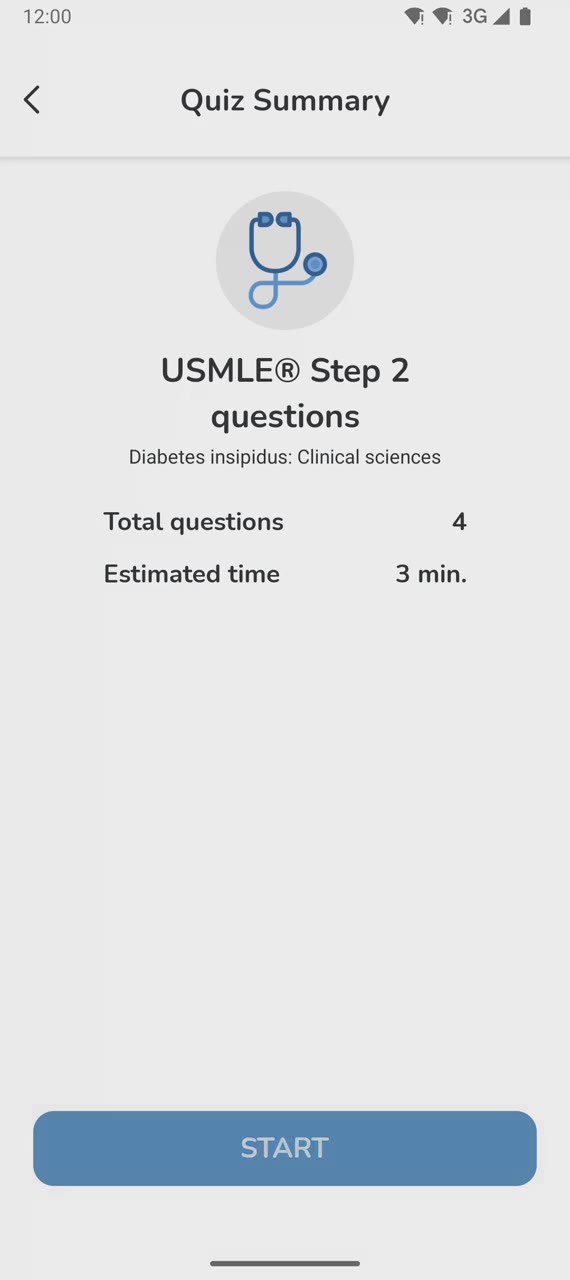 12:00
3G
Quiz Summary
USMLE® Step 2
questions
Diabetes insipidus: Clinical sciences
Total questions 4
Estimated time 3 min.
START